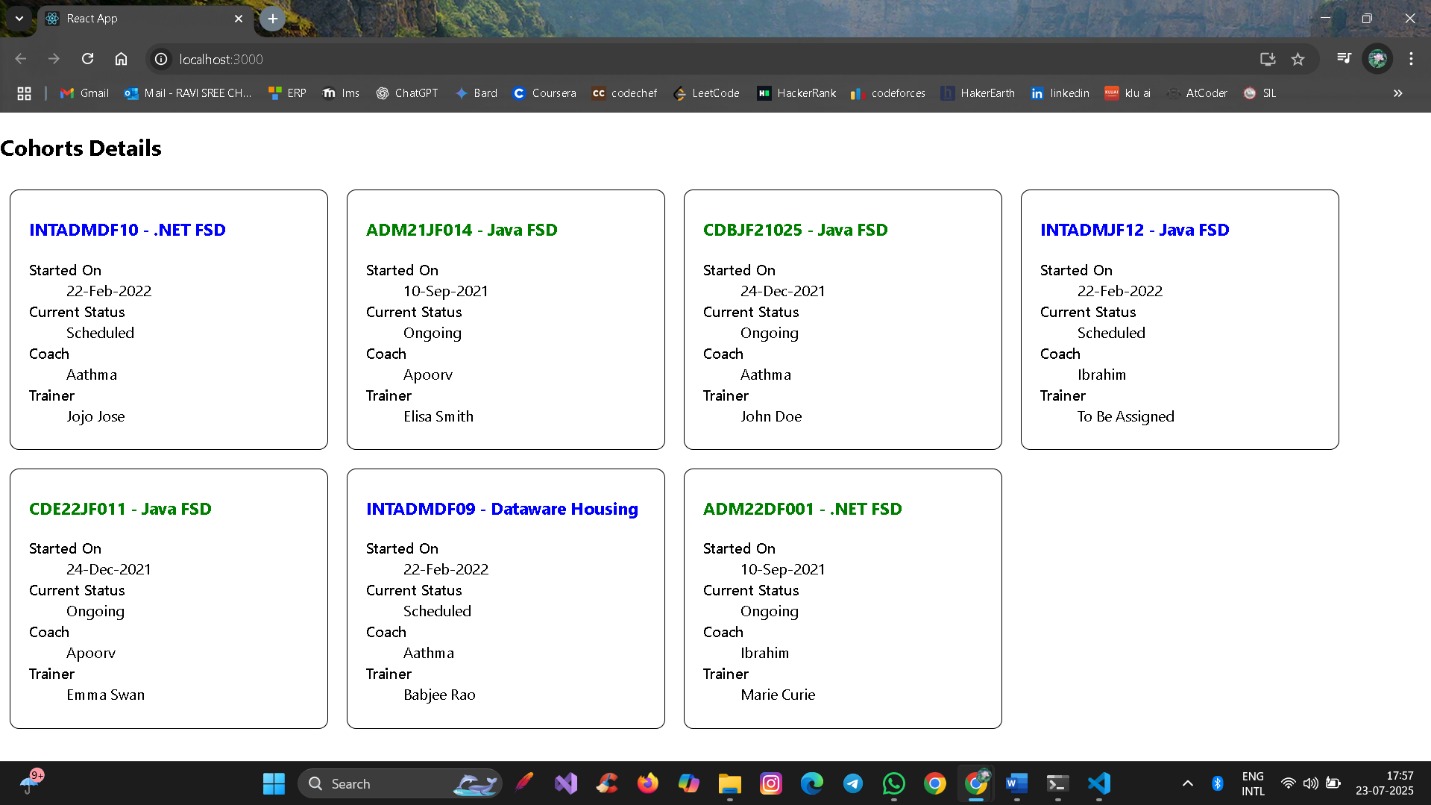 React App
localhost:3000
Gmail
Mail - RAVI SREE CH...
ERP
lms
ChatGPT
Bard
Coursera
codechef
LeetCode
HackerRank
codeforces
HakerEarth
linkedin
klu ai
AtCoder
SIL
Cohorts Details
INTADMDF10 - .NET FSD
Started On
22-Feb-2022
Current Status
Scheduled
Coach
Aathma
Trainer
Jojo Jose
ADM21JF014 - Java FSD
Started On
10-Sep-2021
Current Status
Ongoing
Coach
Apoorv
Trainer
Elisa Smith
CDBJF21025 - Java FSD
Started On
24-Dec-2021
Current Status
Ongoing
Coach
Aathma
Trainer
John Doe
INTADMJF12 - Java FSD
Started On
22-Feb-2022
Current Status
Scheduled
Coach
Ibrahim
Trainer
To Be Assigned
CDE22JF011 - Java FSD
Started On
24-Dec-2021
Current Status
Ongoing
Coach
Apoorv
Trainer
Emma Swan
INTADMDF09 - Dataware Housing
Started On
22-Feb-2022
Current Status
Scheduled
Coach
Aathma
Trainer
Babjee Rao
ADM22DF001 - .NET FSD
Started On
10-Sep-2021
Current Status
Ongoing
Coach
Ibrahim
Trainer
Marie Curie
9+
Search
ENG
INTL
17:57
23-07-2025